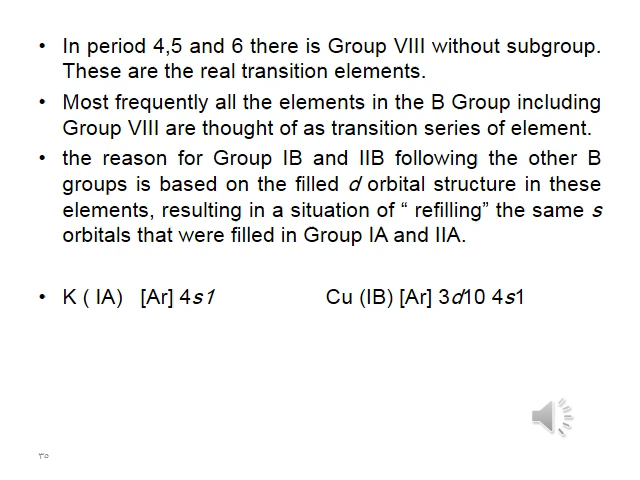 • In period 4,5 and 6 there is Group VIII without subgroup.
These are the real transition elements.
• Most frequently all the elements in the B Group including
Group VIII are thought of as transition series of element.
• the reason for Group IB and IIB following the other B
groups is based on the filled d orbital structure in these
elements, resulting in a situation of “ refilling” the same s
orbitals that were filled in Group IA and IIA.
• K ( IA) [Ar] 4s1 Cu (IB) [Ar] 3d10 4s1
٣٥